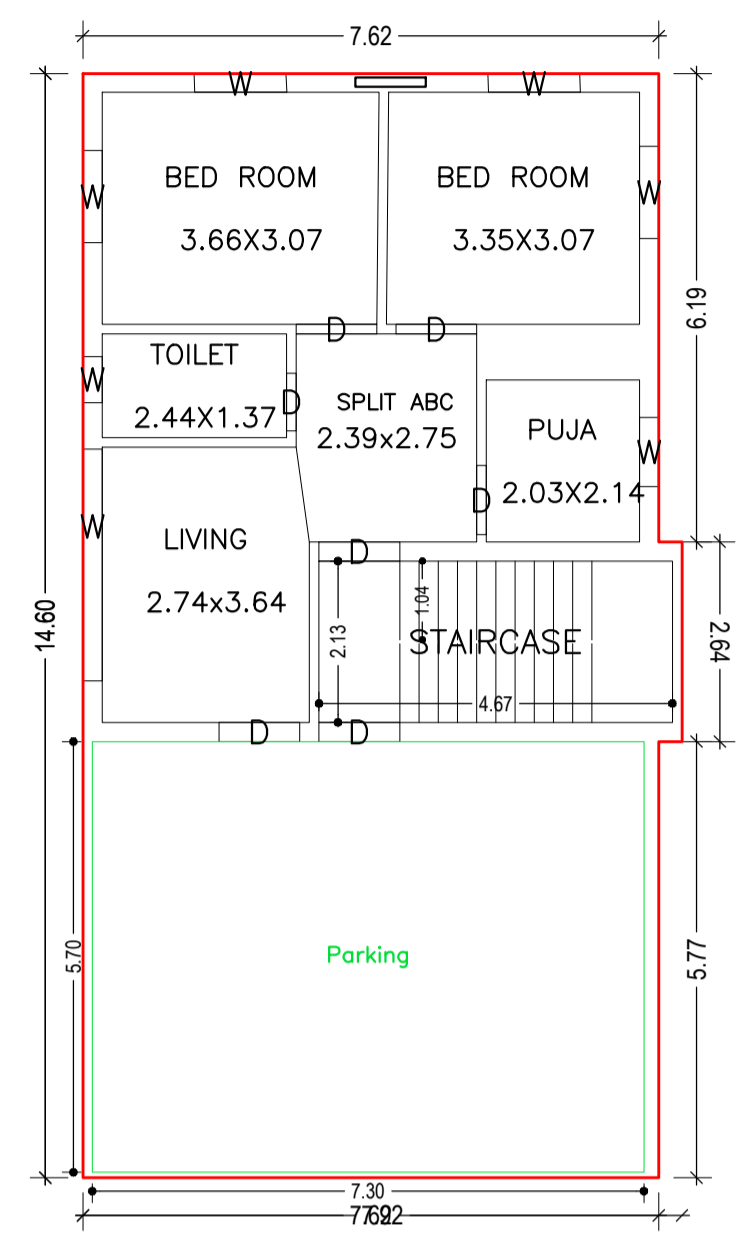 7.62
W
W
BED ROOM
3.66X3.07
BED ROOM
3.35X3.07
W
W
6.19
D
D
TOILET
2.44X1.37
W
D
SPLIT ABC
2.39x2.75
PUJA
2.03X2.14
W
D
W
LIVING
2.74x3.64
D
1.04
2.13
STAIRCASE
4.67
2.64
14.60
D
D
Parking
5.70
5.77
7.30